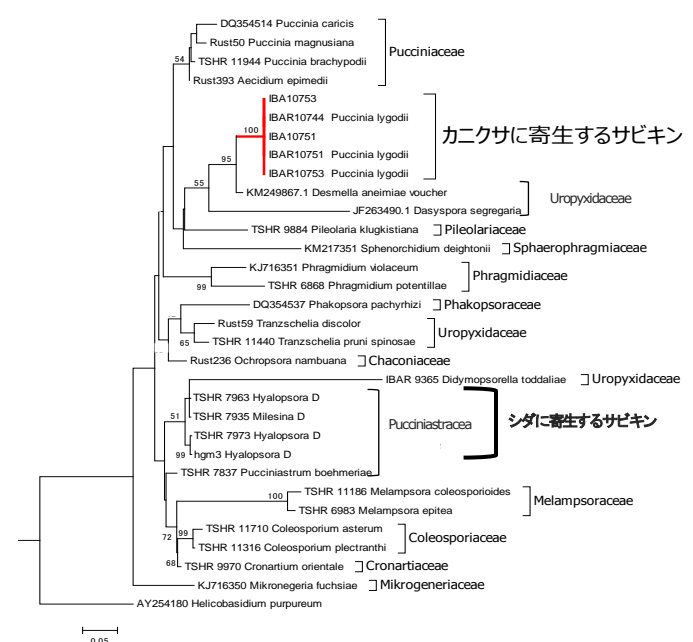 DQ354514 Puccinia caricis
Rust50 Puccinia magnusiana
54
TSHR 11944 Puccinia brachypodii
Rust393 Aecidium epimedii
Pucciniaceae
IBA10753
IBAR10744 Puccinia lygodii
100
IBA10751
IBAR10751 Puccinia lygodii
IBAR10753 Puccinia lygodii
カニクサに寄生するサビキン
95
KM249867.1 Desmella aneimiae voucher
55
JF263490.1 Dasyspora segregaria
Uropyxidaceae
TSHR 9884 Pileolaria klugkistiana
Pileolariaceae
KM217351 Sphenorchidium deightonii
Sphaerophragmiaceae
KJ716351 Phragmidium violaceum
99
TSHR 6868 Phragmidium potentillae
Phragmidiaceae
DQ354537 Phakopsora pachyrhizi
Phakopsoraceae
Rust59 Tranzschelia discolor
65
TSHR 11440 Tranzschelia pruni spinosae
Uropyxidaceae
Rust236 Ochropsora nambuana
Chaconiaceae
IBAR 9365 Didymopsorella toddaliae
Uropyxidaceae
TSHR 7963 Hyalopsora D
51
TSHR 7935 Milesina D
TSHR 7973 Hyalopsora D
99
hgm3 Hyalopsora D
Pucciniastracea
シダに寄生するサビキン
TSHR 7837 Pucciniastrum boehmeriae
100
TSHR 11186 Melampsora coleosporioides
TSHR 6983 Melampsora epitea
Melampsoraceae
72
99
TSHR 11710 Coleosporium asterum
TSHR 11316 Coleosporium plectranthi
Coleosporiaceae
68
TSHR 9970 Cronartium orientale
Cronartiaceae
KJ716350 Mikronegeria fuchsiae
Mikrogeneriaceae
AY254180 Helicobasidium purpureum
0.05